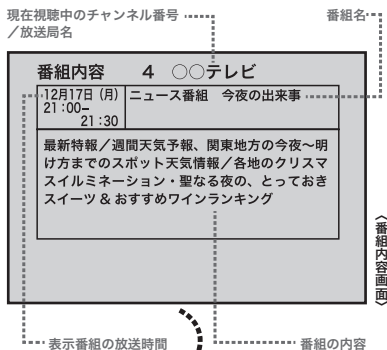 現在視聴中のチャンネル番号
/放送局名
番組名
番組内容 4 ○○テレビ
12月17日（月)
21:00–
21:30
ニュース番組 今夜の出来事
最新特報/週間天気予報、関東地方の今夜〜明
け方までのスポット天気情報/各地のクリスマ
スイルミネーション・聖なる夜の、とっておき
スイーツ & おすすめワインランキング
〈番組内容画面〉
表示番組の放送時間
番組の内容